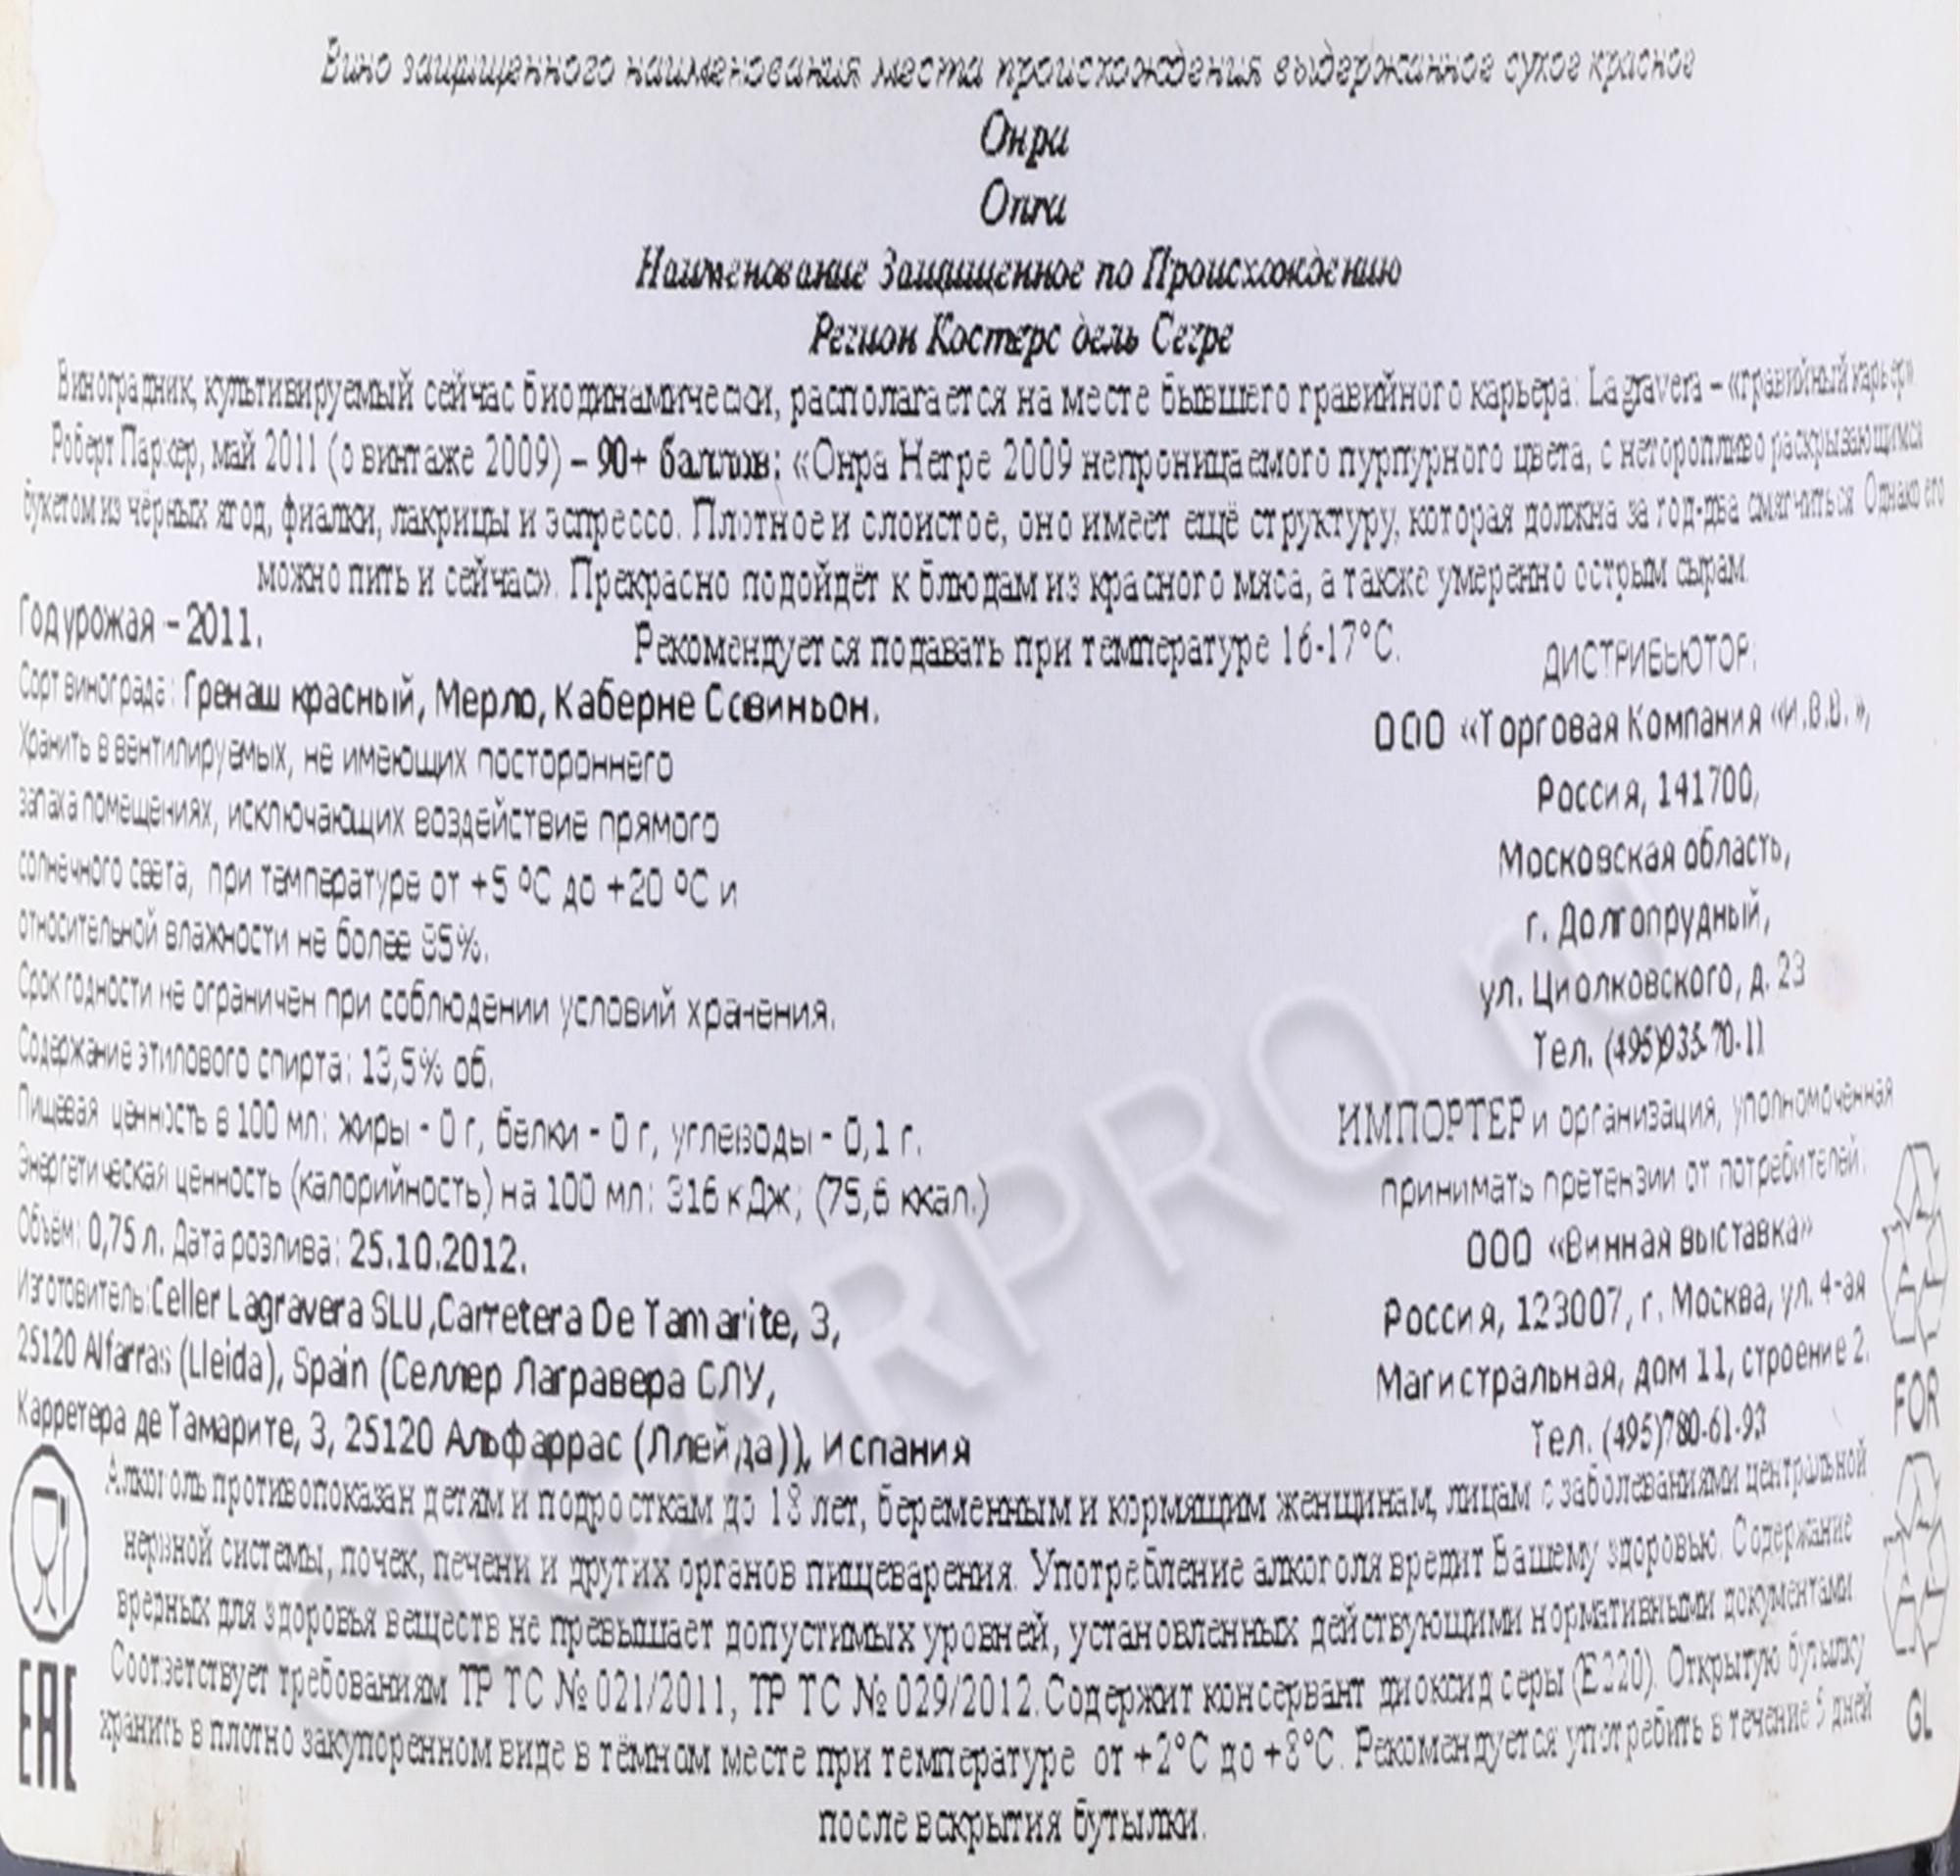 Вино защищенного наименования места происхождения выдержанное сухое красное
Онри
Onra
Наименование Защищенное по Происхождению
Регион Костерс дель Сегре
Виноградник, культивируемый сейчас биодинамически, располагается на месте бывшего гравийного карьера: Lagravera – «гравийный карьер»
Роберт Паркер, май 2011 (о винтаже 2009) – 90+ баллов: «Онра Негре 2009 непроницаемого пурпурного цвета, с неторопливо раскрывающимся
букетом из чёрных ягод, фиалки, лакрицы и эспрессо. Плотное и слоистое, оно имеет ещё структуру, которая должна за год-два смягчиться. Однако его
можно пить и сейчас». Прекрасно подойдёт к блюдам из красного мяса, а также умеренно острым сырам.
Рекомендуется подавать при температуре 16-17°С.
Год урожая – 2011.
Сорт винограда: Гренаш красный, Мерло, Каберне Совиньон.
Хранить в вентилируемых, не имеющих постороннего
запаха помещениях, исключающих воздействие прямого
солнечного света, при температуре от +5 ºС до +20 ºС и
относительной влажности не более 85%.
Срок годности не ограничен при соблюдении условий хранения.
Содержание этилового спирта: 13,5% об.
Пищевая ценность в 100 мл: жиры - 0 г, белки - 0 г, углеводы - 0,1 г.
Энергетическая ценность (калорийность) на 100 мл: 316 кДж; (75,6 ккал.)
Объём: 0,75 л. Дата розлива: 25.10.2012.
Изготовитель:Celler Lagravera SLU,Carretera De Tamarite, 3,
25120 Alfarras (Lleida), Spain (Селлер Лагравера СЛУ,
Карретера де Тамарите, 3, 25120 Альфаррас (Ллейда)), Испания
ДИСТРИБЬЮТОР:
ООО «Торговая Компания «И.В.В.»,
Россия, 141700,
Московская область,
г. Долгопрудный,
ул. Циолковского, д. 23
Тел. (495)935-70-11
ИМПОРТЕР и организация, уполномоченная
принимать претензии от потребителей:
ООО «Винная выставка»
Россия, 123007, г. Москва, ул. 4-ая
Магистральная, дом 11, строение 2.
Тел. (495)780-61-93
Алкоголь противопоказан детям и подросткам до 18 лет, беременным и кормящим женщинам, лицам с заболеваниями центральной
нервной системы, почек, печени и других органов пищеварения. Употребление алкоголя вредит Вашему здоровью. Содержание
вредных для здоровья веществ не превышает допустимых уровней, установленных действующими нормативными документами
Соответствует требованиям ТР ТС № 021/2011, ТР ТС № 029/2012.Содержит консервант диоксид серы (Е220). Открытую бутылку
хранить в плотно закупоренном виде в тёмном месте при температуре от +2°С до +8°С. Рекомендуется употребить в течение 5 дней
после вскрытия бутылки.
EAC
FOR
GL
CIGARPRO.ru